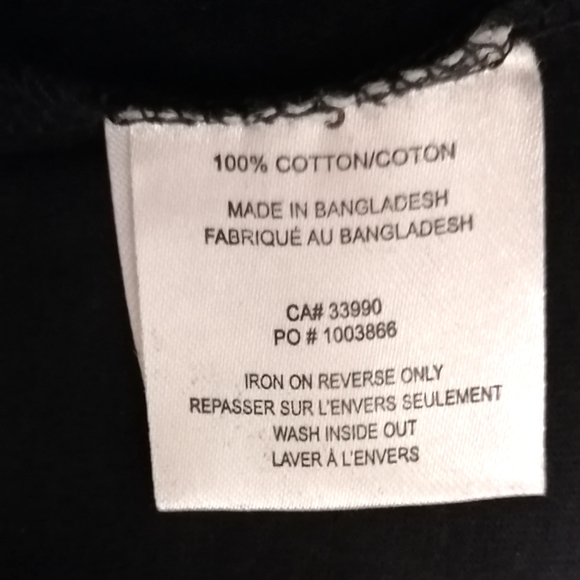 100% COTTON/COTON
MADE IN BANGLADESH
FABRIQUÉ AU BANGLADESH
CA# 33990
PO # 1003866
IRON ON REVERSE ONLY
REPASSER SUR L'ENVERS SEULEMENT
WASH INSIDE OUT
LAVER À L'ENVERS